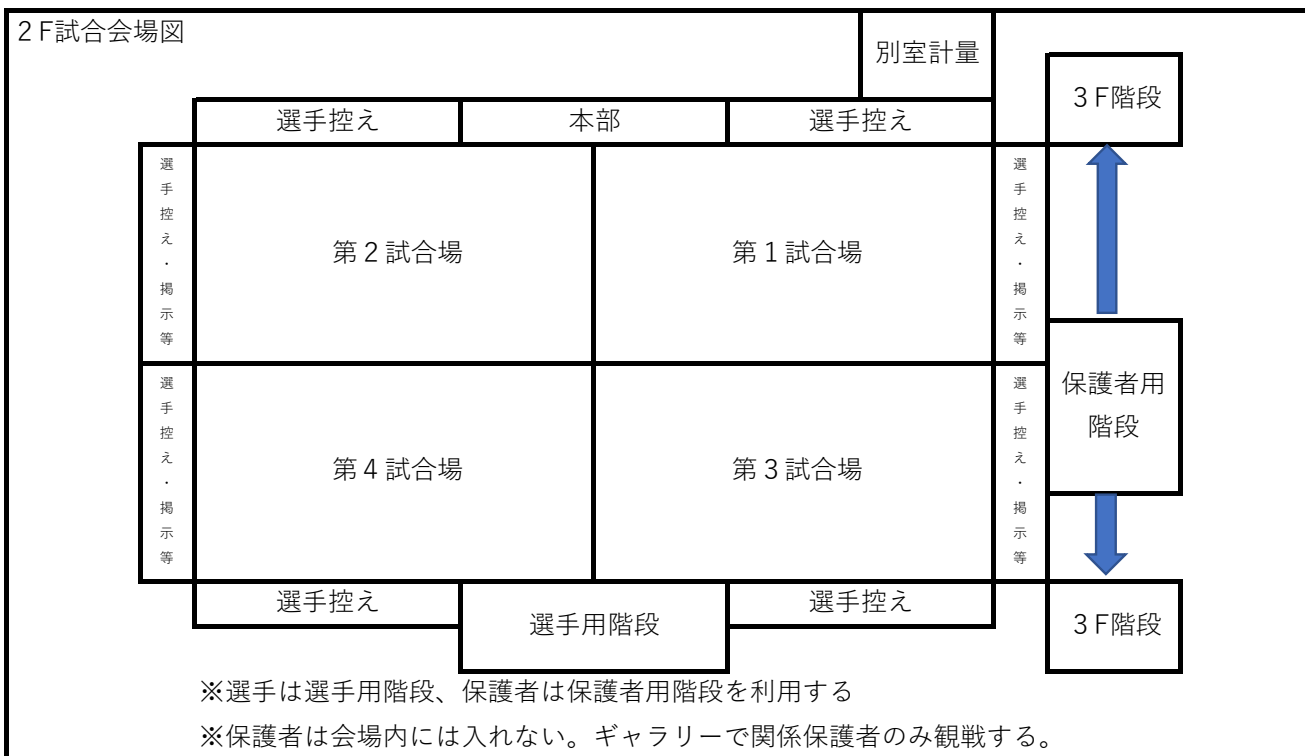 ２F試合会場図
別室計量
３F階段
選手控え
本部
選手控え
選手控え・掲示等
第２試合場
第１試合場
選手控え・掲示等
保護者用
階段
選手控え・掲示等
第４試合場
第３試合場
選手控え・掲示等
選手控え
選手用階段
選手控え
３F階段
※選手は選手用階段、保護者は保護者用階段を利用する
※保護者は会場内には入れない。ギャラリーで関係保護者のみ観戦する。